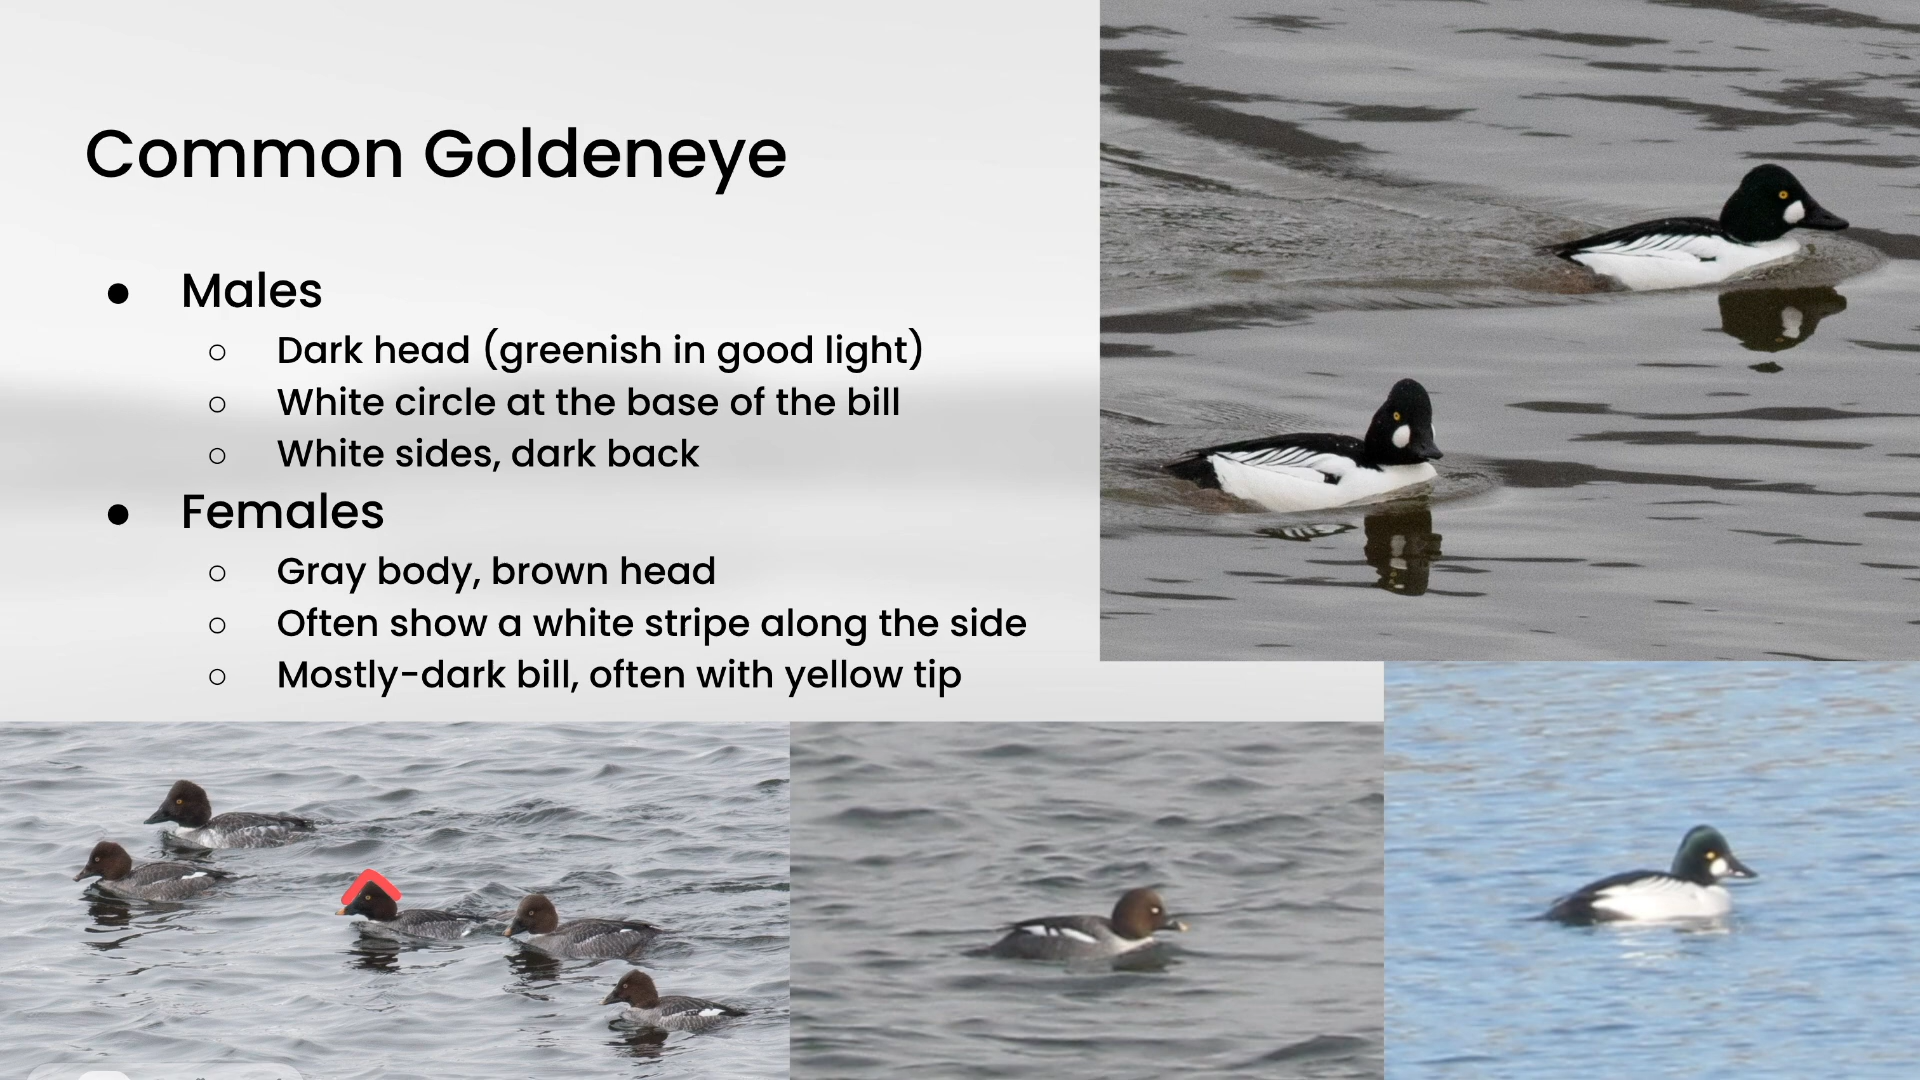 Common Goldeneye
● Males
○ Dark head (greenish in good light)
○ White circle at the base of the bill
○ White sides, dark back
● Females
○ Gray body, brown head
○ Often show a white stripe along the side
○ Mostly-dark bill, often with yellow tip